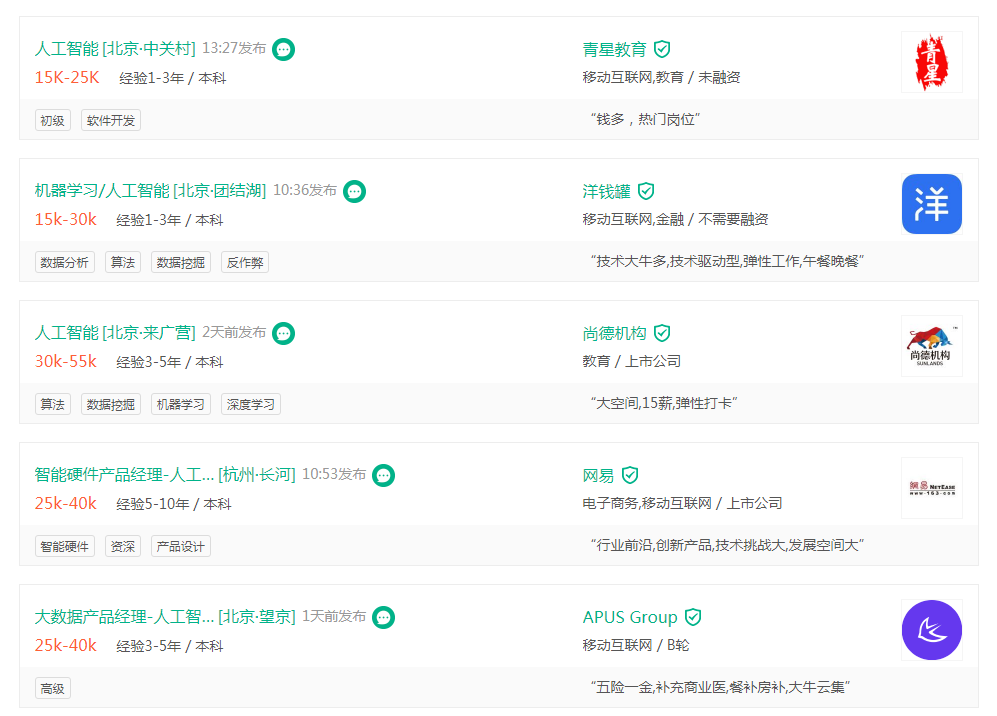 人工智能 [北京·中关村] 13:27发布
15K-25K 经验1-3年 / 本科
初级 软件开发
青星教育
移动互联网,教育 / 未融资
“钱多，热门岗位”
青星
机器学习/人工智能 [北京·团结湖] 10:36发布
15k-30k 经验1-3年 / 本科
数据分析 算法 数据挖掘 反作弊
洋钱罐
移动互联网,金融 / 不需要融资
“技术大牛多,技术驱动型,弹性工作,午餐晚餐”
洋
人工智能 [北京·来广营] 2天前发布
30k-55k 经验3-5年 / 本科
算法 数据挖掘 机器学习 深度学习
尚德机构
教育 / 上市公司
“大空间,15薪,弹性打卡”
尚德机构
SUNLANDS
智能硬件产品经理-人工... [杭州·长河] 10:53发布
25k-40k 经验5-10年 / 本科
智能硬件 资深 产品设计
网易
电子商务,移动互联网 / 上市公司
“行业前沿,创新产品,技术挑战大,发展空间大”
網易 NETEASE
www.163.com
大数据产品经理-人工智... [北京·望京] 1天前发布
25k-40k 经验3-5年 / 本科
高级
APUS Group
移动互联网 / B轮
“五险一金,补充商业医,餐补房补,大牛云集”